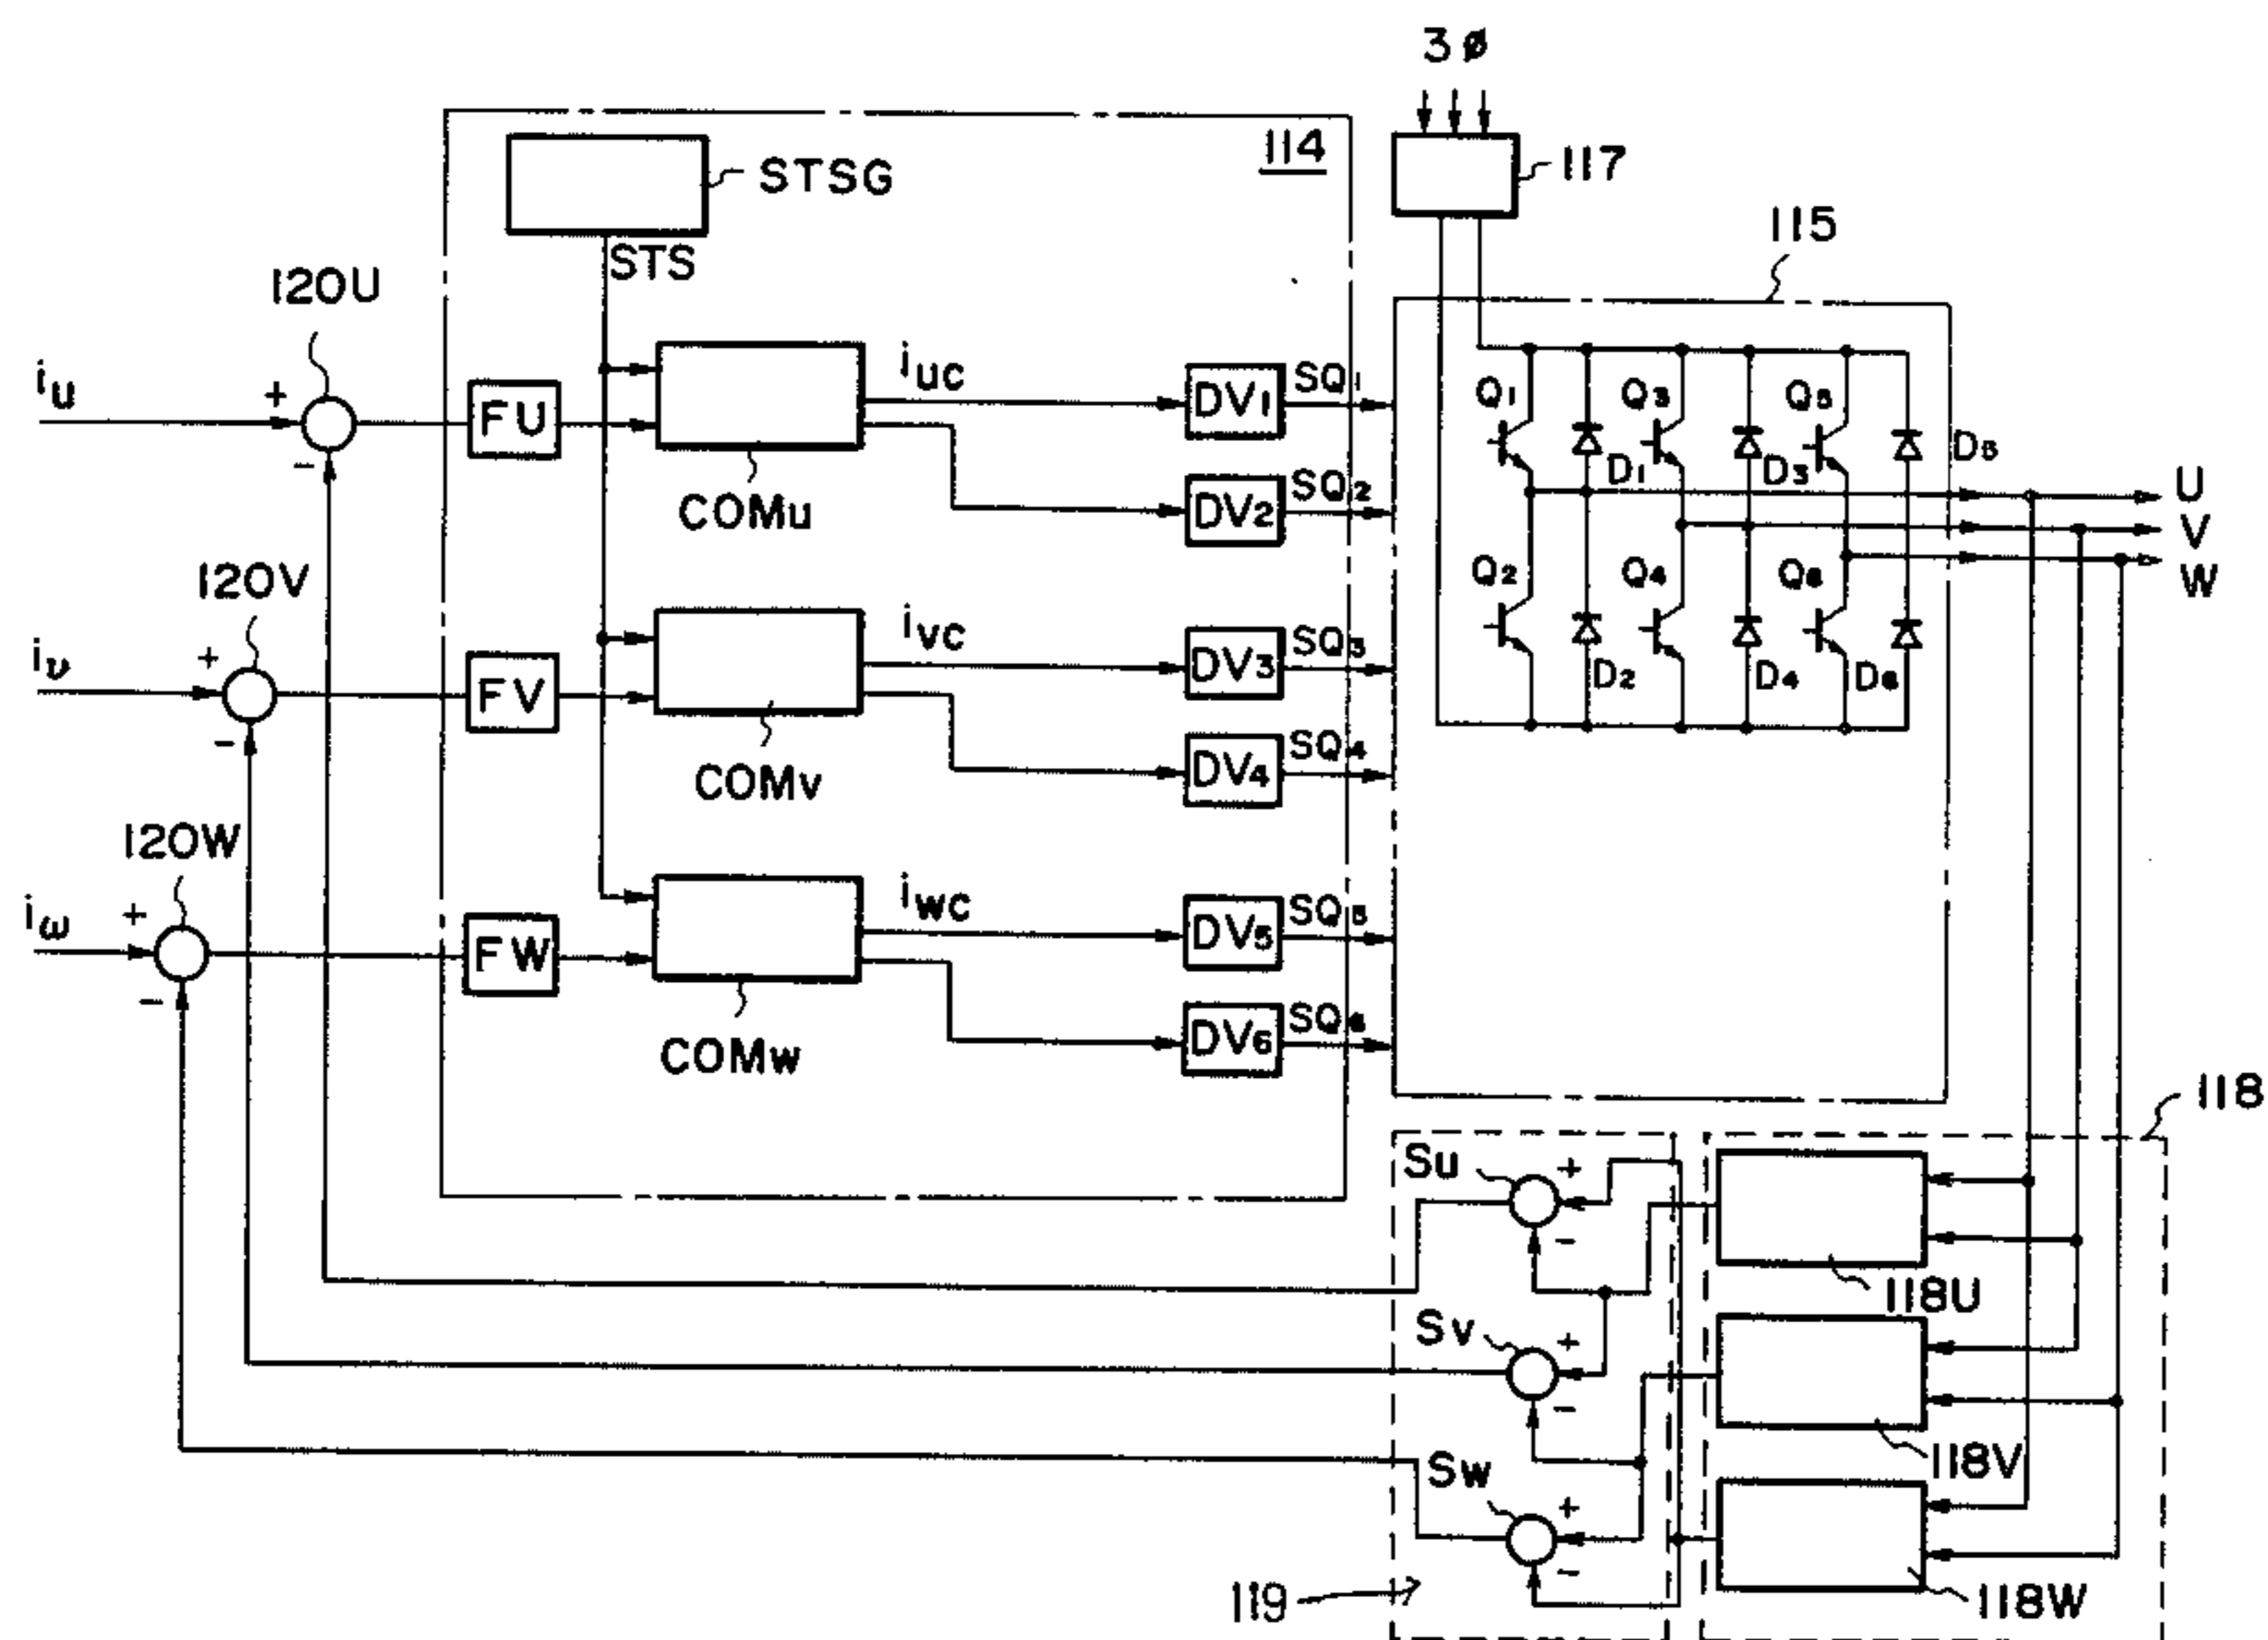 3ø
114
STSG
117
115
STS
120U
iu
+
-
FU
COMu
iuc
DV1
SQ1
DV2
SQ2
Q1
D1
Q3
D3
Q5
D5
U
V
W
Q2
D2
Q4
D4
Q6
D6
120V
iv
+
-
FV
COMv
ivc
DV3
SQ3
DV4
SQ4
120W
iω
+
-
FW
COMw
iwc
DV5
SQ5
DV6
SQ6
118
Su
+
-
118U
Sv
+
-
118V
Sw
+
-
118W
119